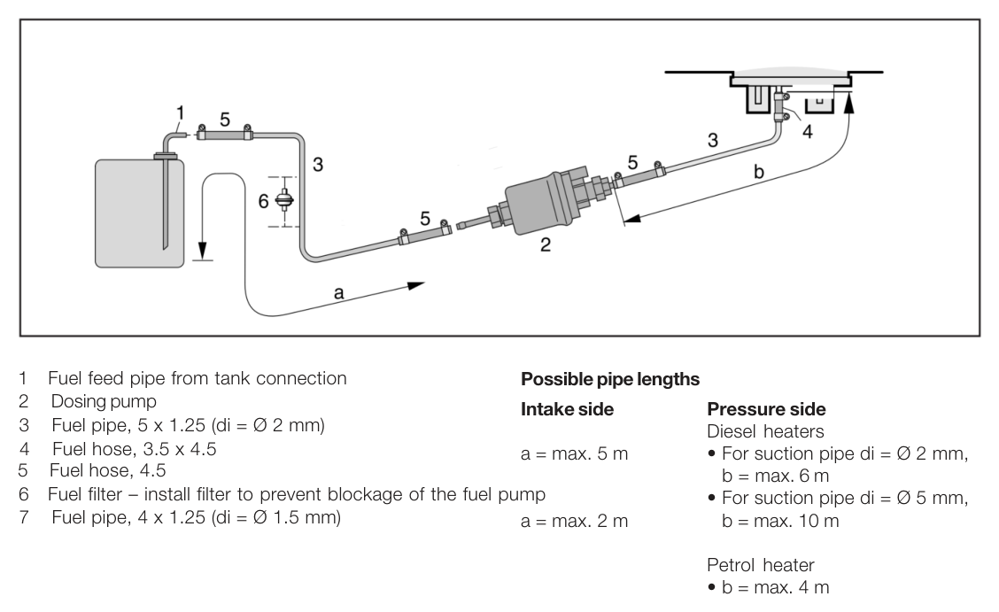 1
5
3
6
5
2
a
5
3
4
b
1 Fuel feed pipe from tank connection
2 Dosing pump
3 Fuel pipe, 5 x 1.25 (di = Ø 2 mm)
4 Fuel hose, 3.5 x 4.5
5 Fuel hose, 4.5
6 Fuel filter – install filter to prevent blockage of the fuel pump
7 Fuel pipe, 4 x 1.25 (di = Ø 1.5 mm)
Possible pipe lengths
Intake side
a = max. 5 m
a = max. 2 m
Pressure side
Diesel heaters
• For suction pipe di = Ø 2 mm,
b = max. 6 m
• For suction pipe di = Ø 5 mm,
b = max. 10 m
Petrol heater
• b = max. 4 m